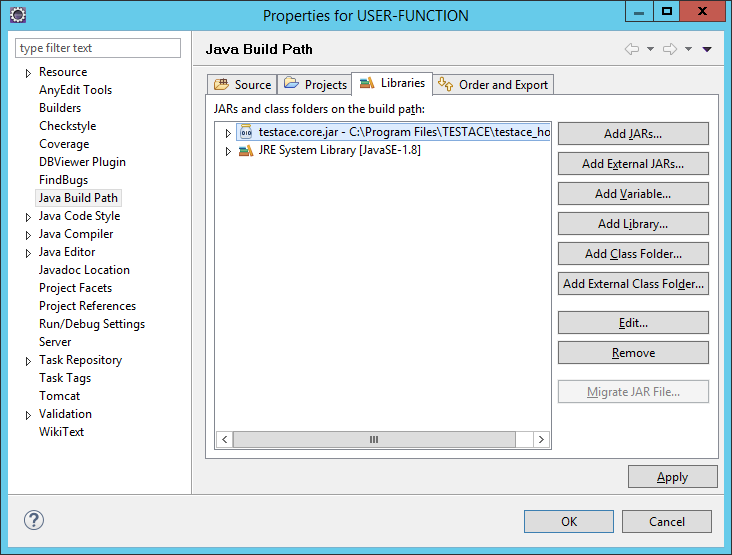 Properties for USER-FUNCTION
type filter text
Resource
AnyEdit Tools
Builders
Checkstyle
Coverage
DBViewer Plugin
FindBugs
Java Build Path
Java Code Style
Java Compiler
Java Editor
Javadoc Location
Project Facets
Project References
Run/Debug Settings
Server
Task Repository
Task Tags
Tomcat
Validation
WikiText
Java Build Path
Source Projects Libraries Order and Export
JARs and class folders on the build path:
testace.core.jar - C:\Program Files\TESTACE\testace_ho
JRE System Library [JavaSE-1.8]
Add JARs...
Add External JARs...
Add Variable...
Add Library...
Add Class Folder...
Add External Class Folder...
Edit...
Remove
Migrate JAR File...
Apply
? OK Cancel